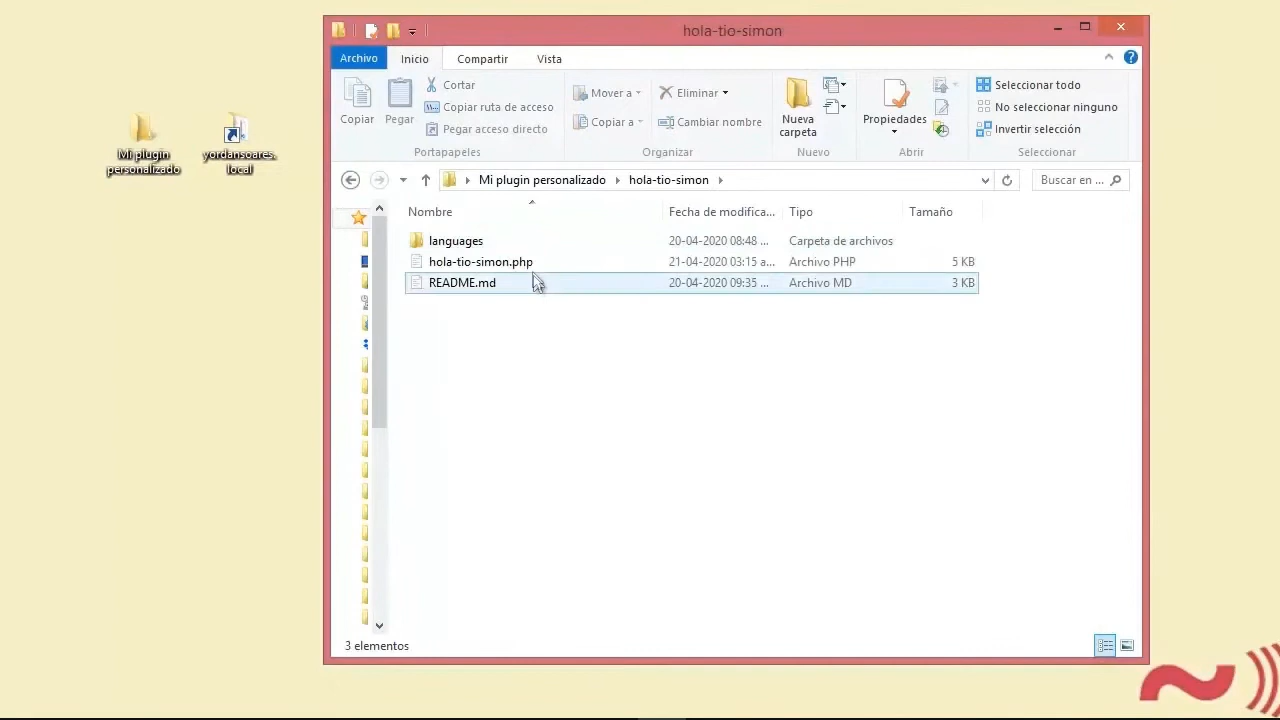 hola-tio-simon
Archivo Inicio Compartir Vista
Copiar
Pegar
Cortar
Copiar ruta de acceso
Pegar acceso directo
Portapapeles
Mover a
Copiar a
Eliminar
Cambiar nombre
Organizar
Nueva
carpeta
Nuevo
Propiedades
Abrir
Seleccionar todo
No seleccionar ninguno
Invertir selección
Seleccionar
Mi plugin personalizado hola-tio-simon
Buscar en ...
Nombre Fecha de modifica... Tipo Tamaño
languages 20-04-2020 08:48 ... Carpeta de archivos
hola-tio-simon.php 21-04-2020 03:15 a... Archivo PHP 5 KB
README.md 20-04-2020 09:35 ... Archivo MD 3 KB
3 elementos
Mi plugin
personalizado
yordansoares.
local